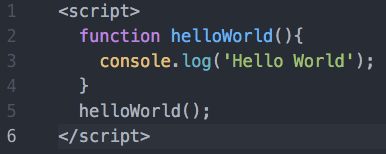 1 <script>
2   function helloWorld(){
3     console.log('Hello World');
4   }
5   helloWorld();
6 </script>